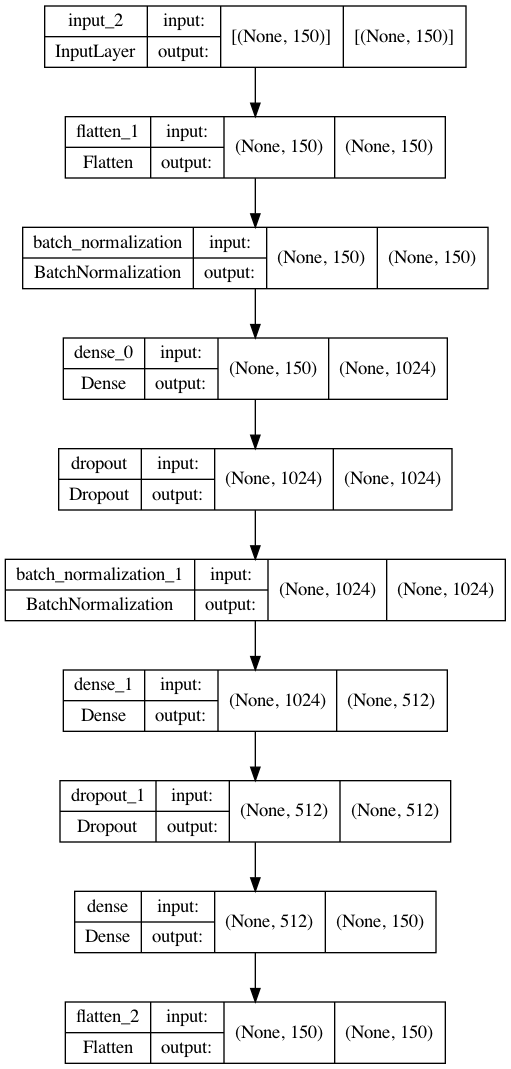 input_2 input: [(None, 150)] [(None, 150)]
InputLayer output:
flatten_1 input: (None, 150) (None, 150)
Flatten output:
batch_normalization input: (None, 150) (None, 150)
BatchNormalization output:
dense_0 input: (None, 150) (None, 1024)
Dense output:
dropout input: (None, 1024) (None, 1024)
Dropout output:
batch_normalization_1 input: (None, 1024) (None, 1024)
BatchNormalization output:
dense_1 input: (None, 1024) (None, 512)
Dense output:
dropout_1 input: (None, 512) (None, 512)
Dropout output:
dense input: (None, 512) (None, 150)
Dense output:
flatten_2 input: (None, 150) (None, 150)
Flatten output: